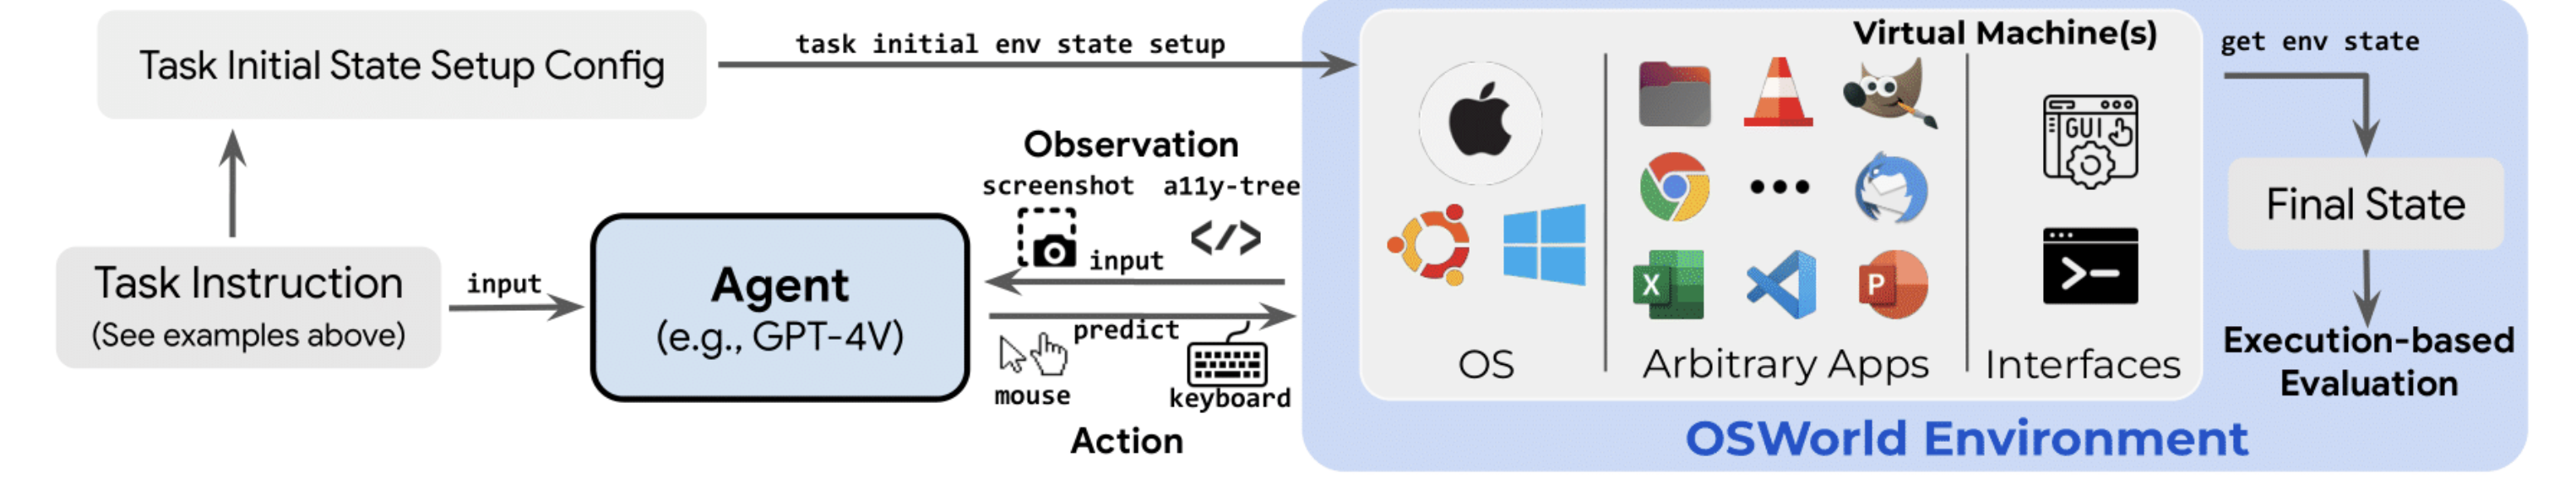 Task Initial State Setup Config
task initial env state setup
Virtual Machine(s)
get env state
Observation
screenshot a11y-tree
GUI
Task Instruction
(See examples above)
input
Agent
(e.g., GPT-4V)
input
predict
mouse
keyboard
Action
X
P
OS
Arbitrary Apps
Interfaces
Final State
Execution-based
Evaluation
OSWorld Environment